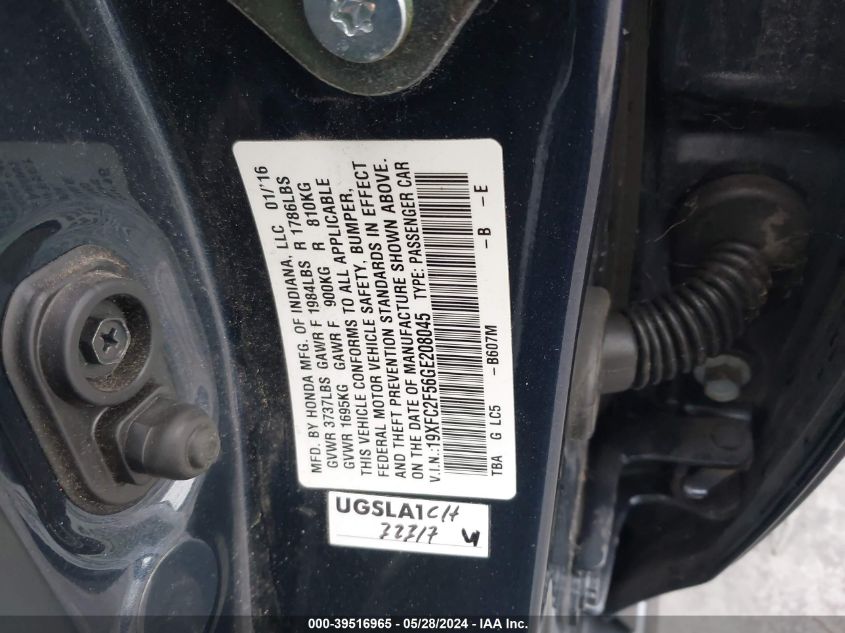 MFD. BY HONDA MFG. OF INDIANA, LLC 01/'16
GVWR 3737LBS GAWR F 1984LBS R 1786LBS
GVWR 1695KG GAWR F 900KG R 810KG
THIS VEHICLE CONFORMS TO ALL APPLICABLE
FEDERAL MOTOR VEHICLE SAFETY, BUMPER,
AND THEFT PREVENTION STANDARDS IN EFFECT
ON THE DATE OF MANUFACTURE SHOWN ABOVE.
V.I.N.:19XFC2F56GE208045 TYPE: PASSENGER CAR
TBA G LC5 -B607M -B -E
UGSLA1
000-39516965 / 05/28/2024 - IAA Inc.